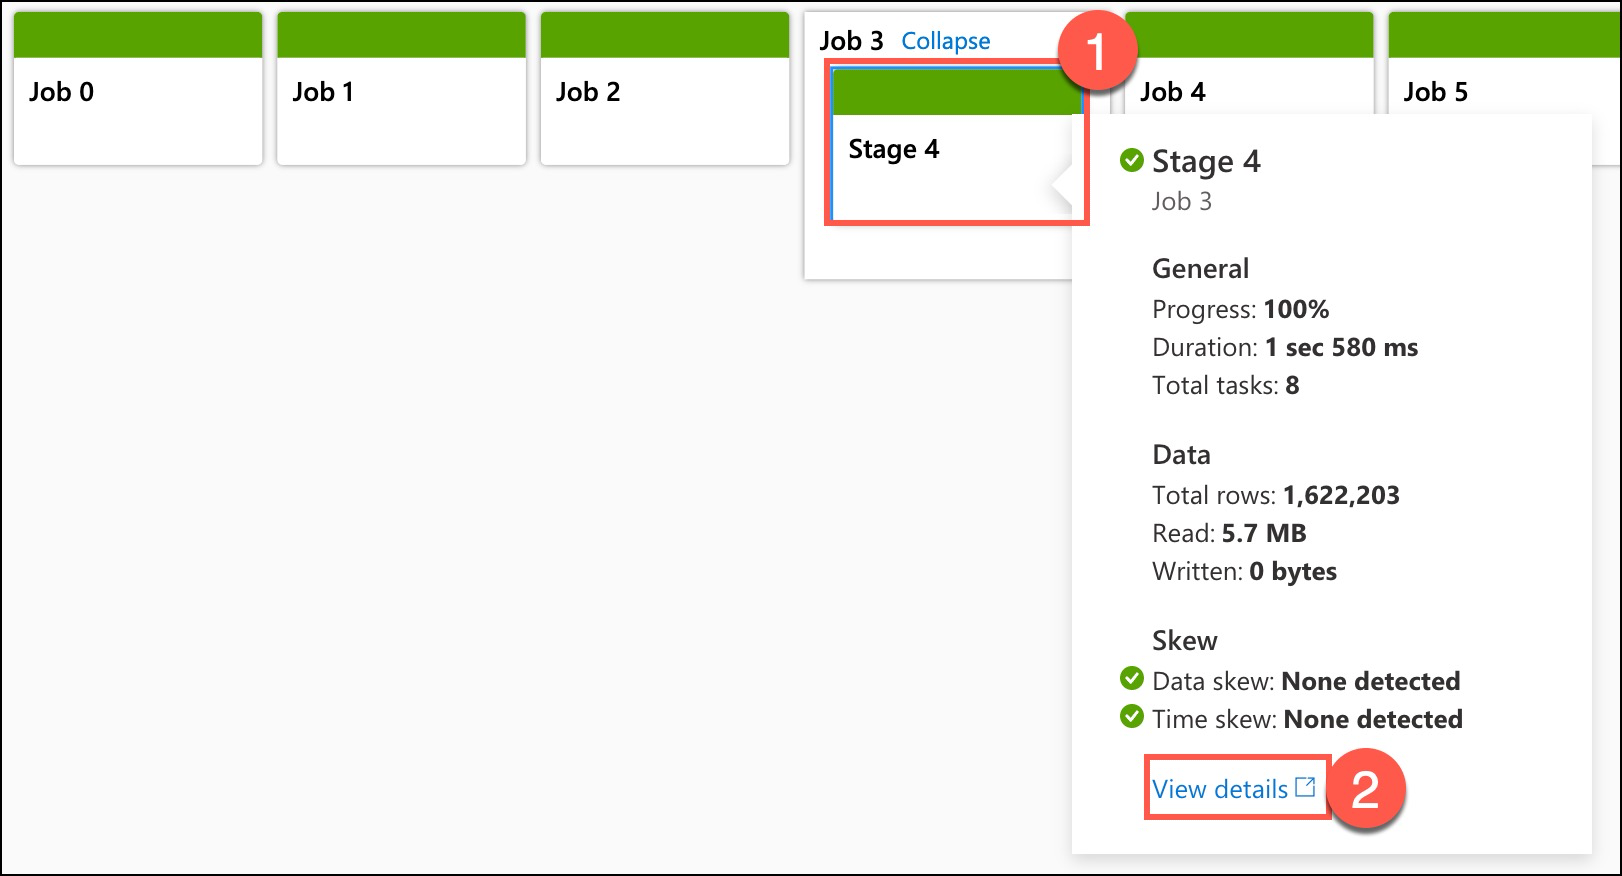 Job 0
Job 1
Job 2
Job 3 Collapse
1
Job 4
Job 5
Stage 4
Stage 4
Job 3
General
Progress: 100%
Duration: 1 sec 580 ms
Total tasks: 8
Data
Total rows: 1,622,203
Read: 5.7 MB
Written: 0 bytes
Skew
Data skew: None detected
Time skew: None detected
View details
2